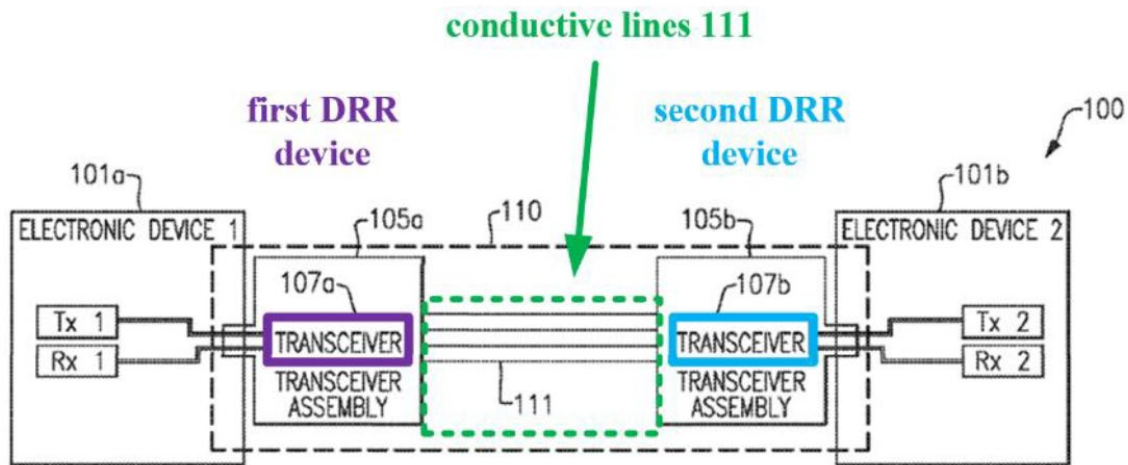 conductive lines 111
first DRR device
second DRR device
100
101a
101b
ELECTRONIC DEVICE 1
105a
110
105b
ELECTRONIC DEVICE 2
107a
107b
Tx 1
TRANSCEIVER
TRANSCEIVER
Tx 2
Rx 1
Rx 2
TRANSCEIVER ASSEMBLY
111
TRANSCEIVER ASSEMBLY